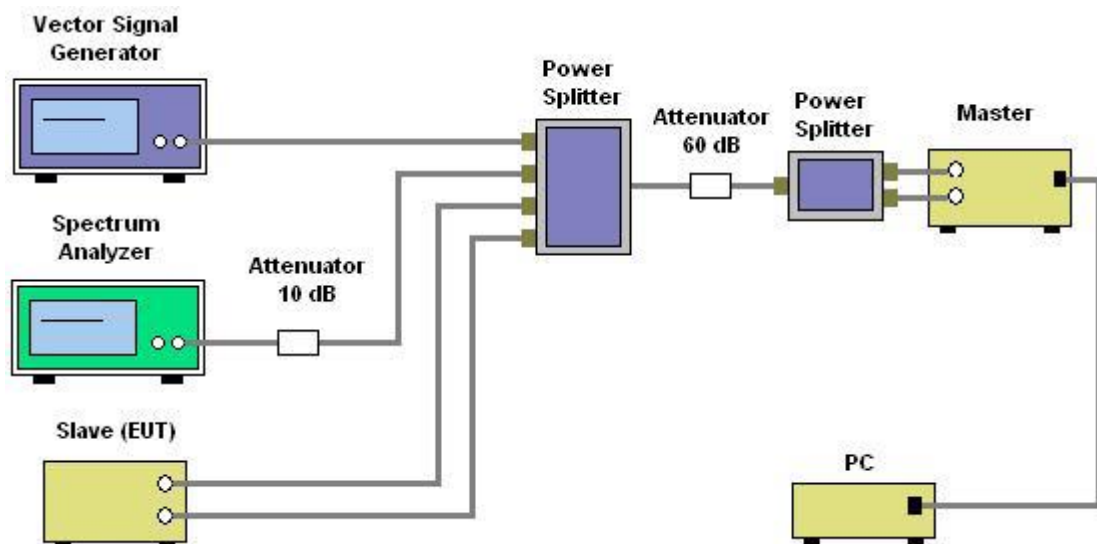 Vector Signal
Generator
Power
Splitter
Attenuator
60 dB
Power
Splitter
Master
Spectrum
Analyzer
Attenuator
10 dB
Slave (EUT)
PC